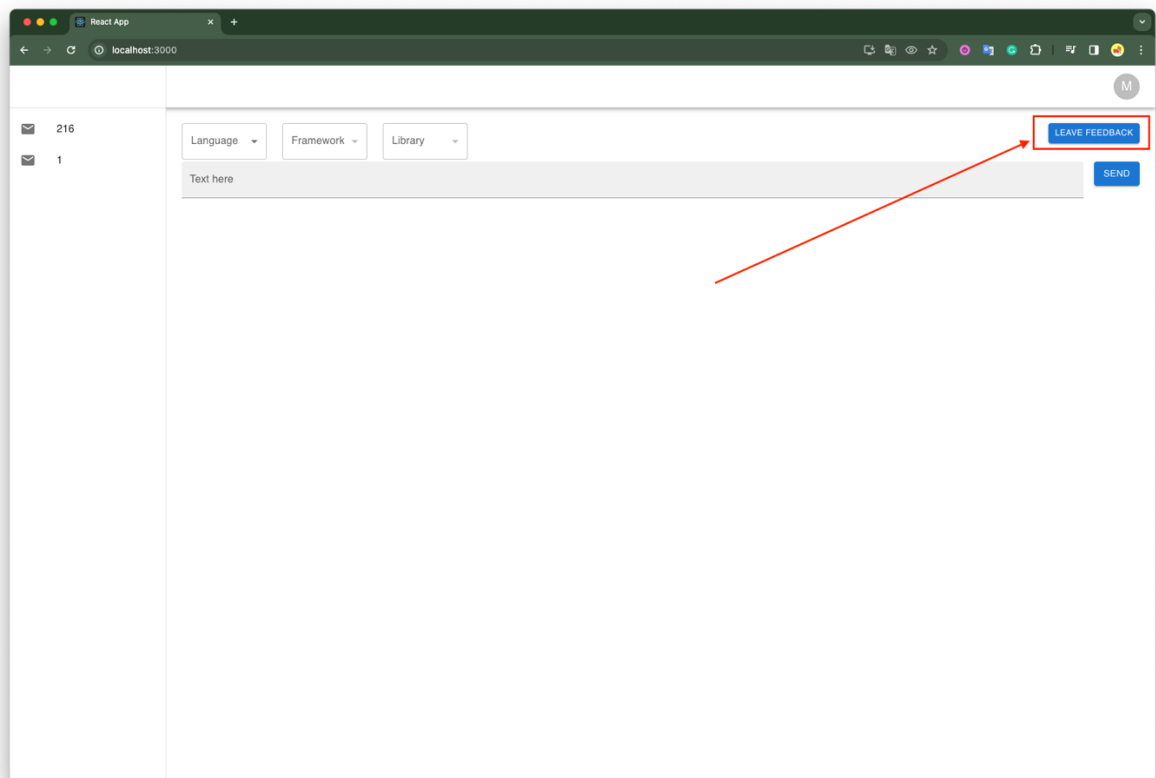 React App
localhost:3000
M
216
1
Language
Framework
Library
LEAVE FEEDBACK
Text here
SEND